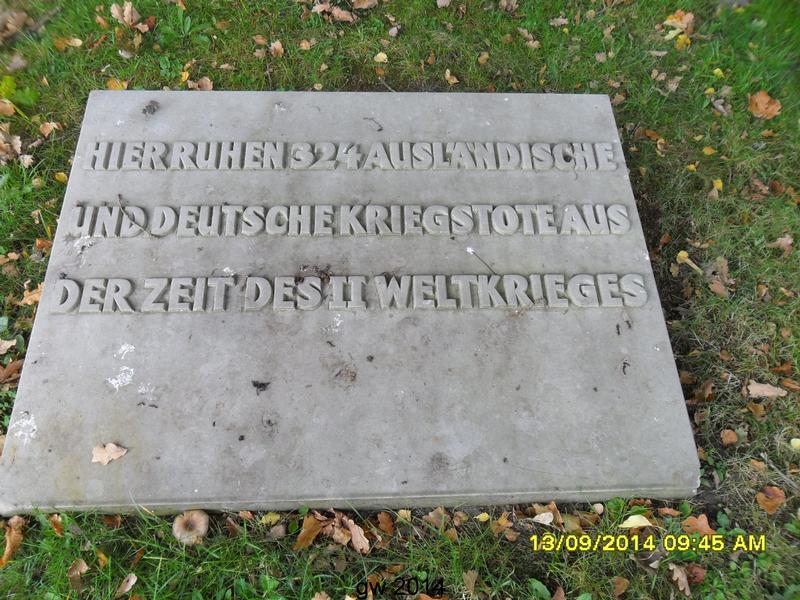 HIER RUHEN 324 AUSLÄNDISCHE
UND DEUTSCHE KRIEGSTOTE AUS
DER ZEIT DES II WELTKRIEGES
13/09/2014 09:45 AM
gw 2014